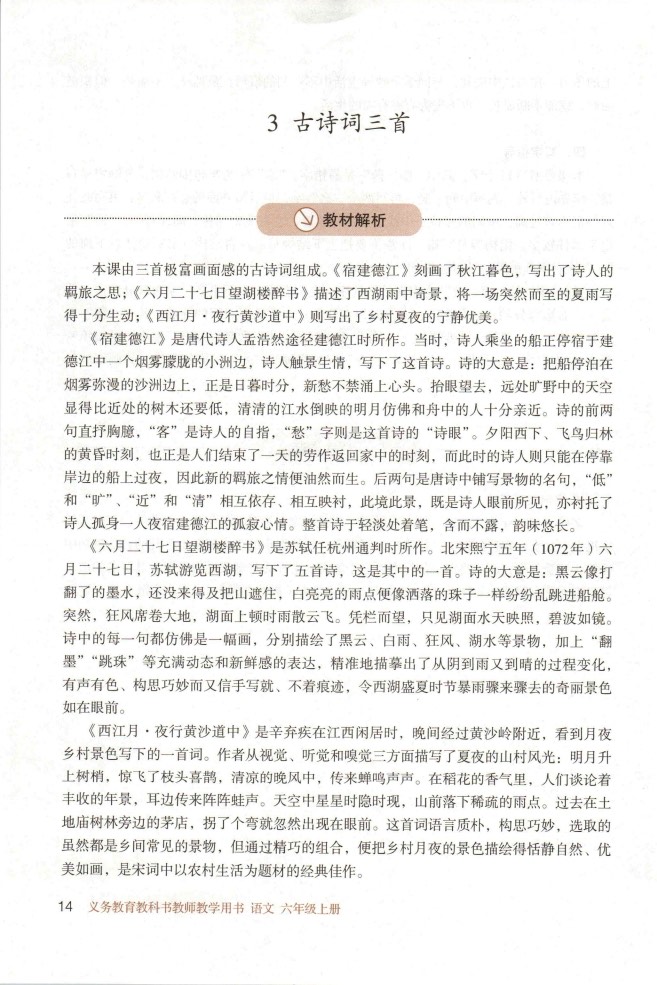 3 古诗词三首
教材解析
本课由三首极富画面感的古诗词组成。《宿建德江》刻画了秋江暮色，写出了诗人的
羁旅之思；《六月二十七日望湖楼醉书》描述了西湖雨中奇景，将一场突然而至的夏雨写
得十分生动；《西江月·夜行黄沙道中》则写出了乡村夏夜的宁静优美。
《宿建德江》是唐代诗人孟浩然途径建德江时所作。当时，诗人乘坐的船正停宿于建
德江中一个烟雾朦胧的小洲边，诗人触景生情，写下了这首诗。诗的大意是：把船停泊在
烟雾弥漫的沙洲边上，正是日暮时分，新愁不禁涌上心头。抬眼望去，远处旷野中的天空
显得比近处的树木还要低，清清的江水倒映的明月仿佛和舟中的人十分亲近。诗的前两
句直抒胸臆，“客”是诗人的自指，“愁”字则是这首诗的“诗眼”。夕阳西下、飞鸟归林
的黄昏时刻，也正是人们结束了一天的劳作返回家中的时刻，而此时的诗人则只能在停靠
岸边的船上过夜，因此新的羁旅之情便油然而生。后两句是唐诗中铺写景物的名句，“低”
和“旷”、“近”和“清”相互依存、相互映衬，此境此景，既是诗人眼前所见，亦衬托了
诗人孤身一人夜宿建德江的孤寂心情。整首诗于轻淡处着笔，含而不露，韵味悠长。
《六月二十七日望湖楼醉书》是苏轼任杭州通判时所作。北宋熙宁五年（1072年）六
月二十七日，苏轼游览西湖，写下了五首诗，这是其中的一首。诗的大意是：黑云像打
翻了的墨水，还没来得及把山遮住，白亮亮的雨点便像洒落的珠子一样纷纷乱跳进船舱。
突然，狂风席卷大地，湖面上顿时雨散云飞。凭栏而望，只见湖面水天映照，碧波如镜。
诗中的每一句都仿佛是一幅画，分别描绘了黑云、白雨、狂风、湖水等景物，加上“翻
墨”“跳珠”等充满动态和新鲜感的表达，精准地描摹出了从阴到雨又到晴的过程变化，
有声有色、构思巧妙而又信手写就、不着痕迹，令西湖盛夏时节暴雨骤来骤去的奇丽景色
如在眼前。
《西江月·夜行黄沙道中》是辛弃疾在江西闲居时，晚间经过黄沙岭附近，看到月夜
乡村景色写下的一首词。作者从视觉、听觉和嗅觉三方面描写了夏夜的山村风光：明月升
上树梢，惊飞了枝头喜鹊，清凉的晚风中，传来蝉鸣声声。在稻花的香气里，人们谈论着
丰收的年景，耳边传来阵阵蛙声。天空中星星时隐时现，山前落下稀疏的雨点。过去在土
地庙树林旁边的茅店，拐了个弯就忽然出现在眼前。这首词语言质朴，构思巧妙，选取的
虽然都是乡间常见的景物，但通过精巧的组合，便把乡村月夜的景色描绘得恬静自然、优
美如画，是宋词中以农村生活为题材的经典佳作。
14 义务教育教科书教师教学用书 语文 六年级上册